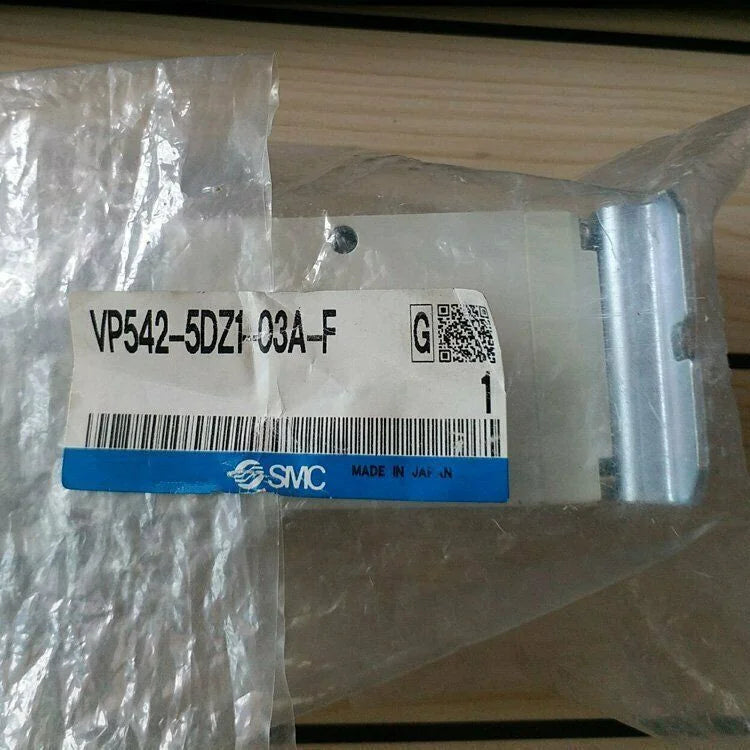 VP542-5DZ1-03A-F
G
1
SMC MADE IN JAPAN